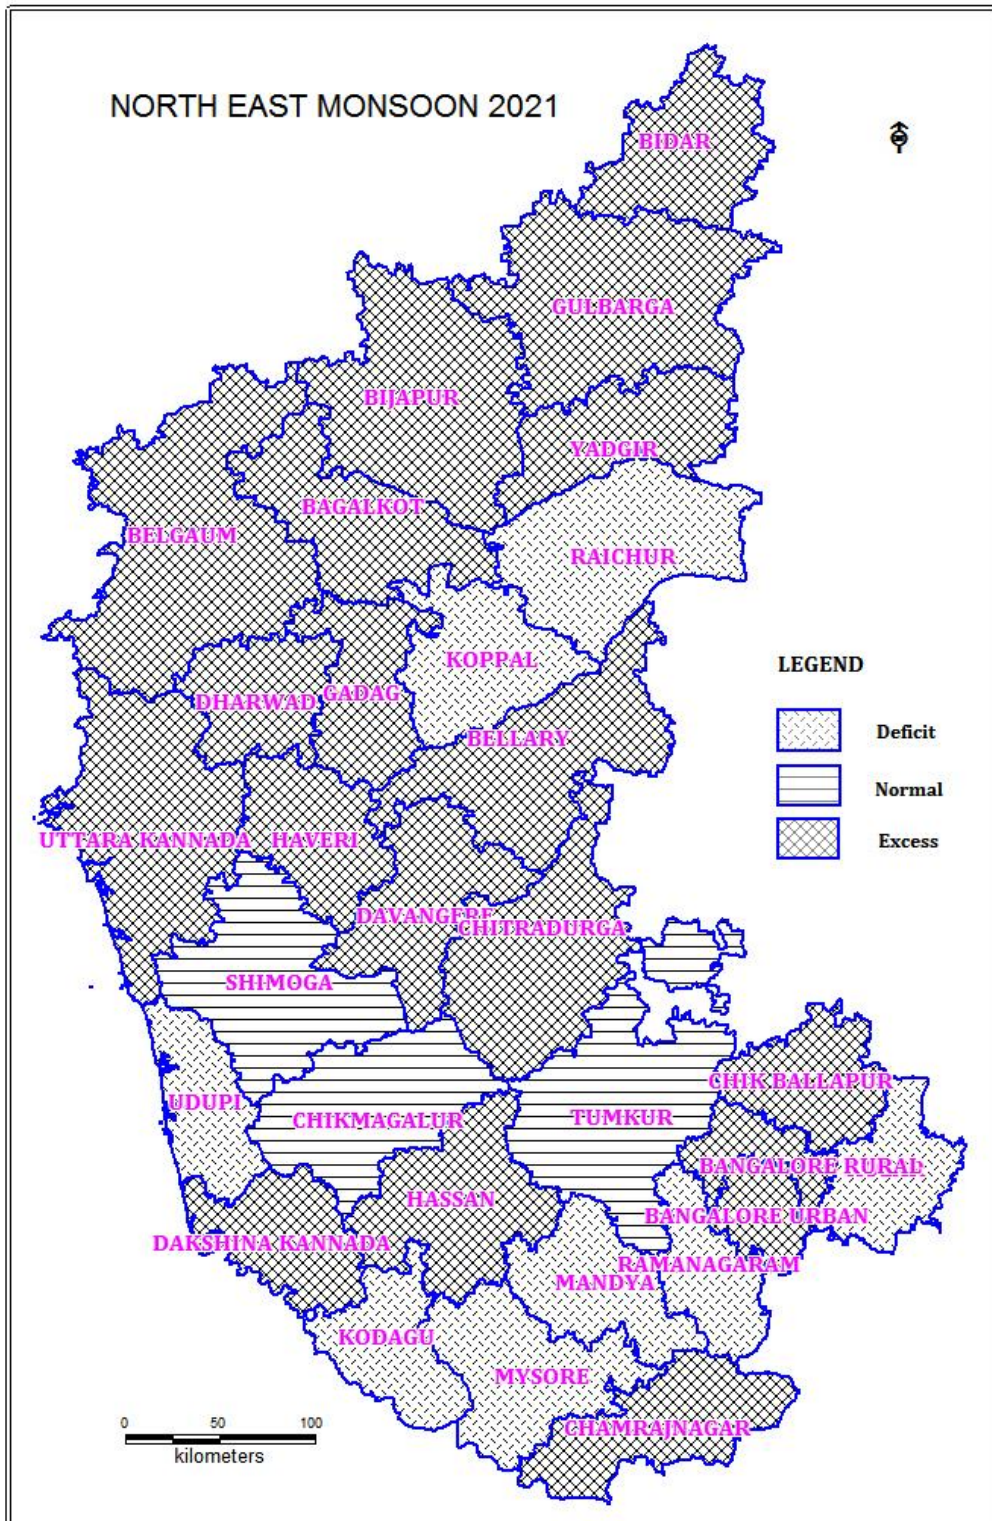 NORTH EAST MONSOON 2021
BIDAR
GULBARGA
BIJAPUR
YADGIR
BAGALKOT
BELGAUM
RAICHUR
KOPPAL
LEGEND
DHARWAD
GADAG
Deficit
BELLARY
Normal
UTTARA KANNADA
HAVERI
Excess
DAVANGERE
CHITRADURGA
SHIMOGA
CHIK BALLAPUR
UDUPI
CHIKMAGALUR
TUMKUR
BANGALORE RURAL
HASSAN
BANGALORE URBAN
DAKSHINA KANNADA
RAMANAGARAM
MANDYA
KODAGU
MYSORE
CHAMRAJNAGAR
0 50 100
kilometers